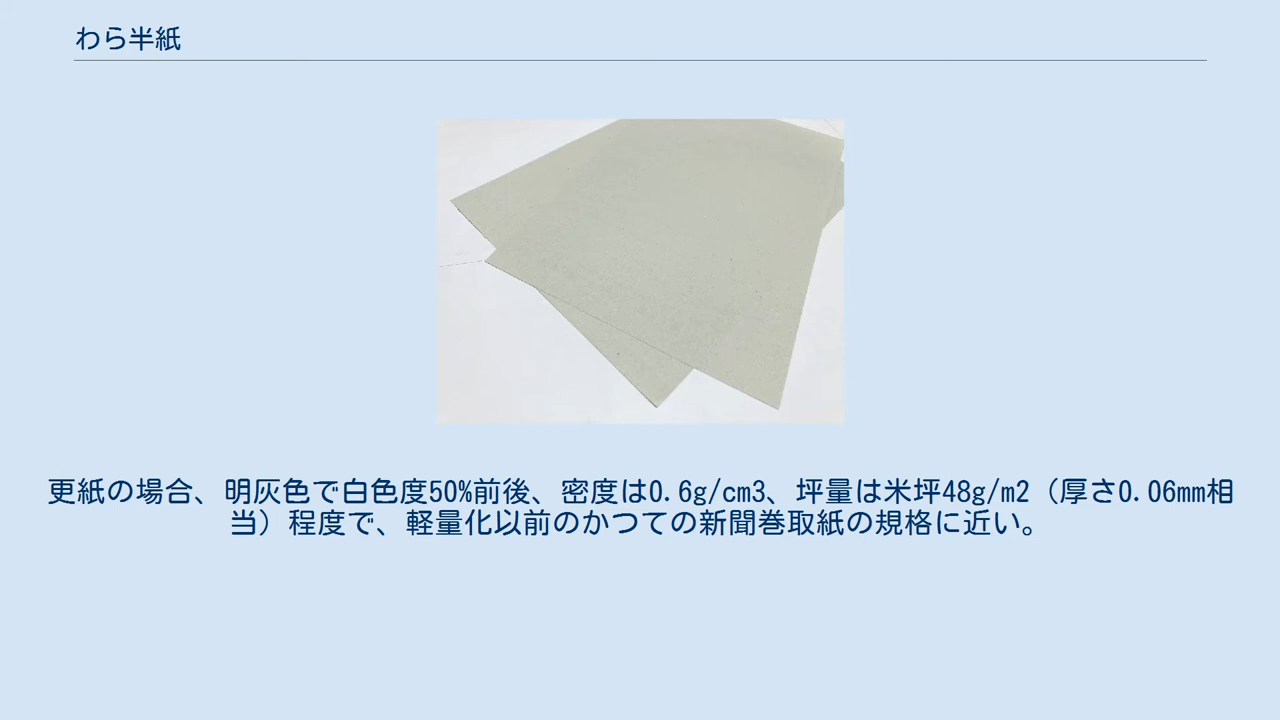 わら半紙
更紙の場合、明灰色で白色度50%前後、密度は0.6g/cm3、坪量は米坪48g/m2（厚さ0.06mm相
当）程度で、軽量化以前のかつての新聞巻取紙の規格に近い。